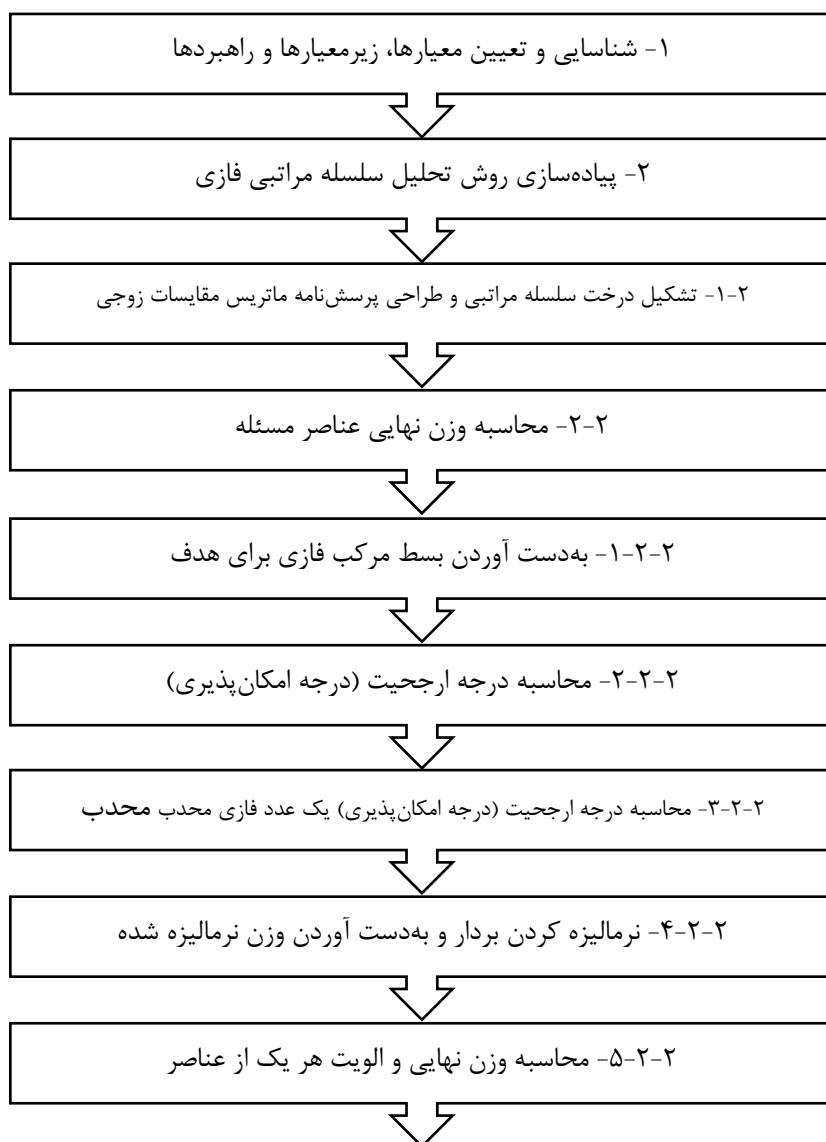 ۱- شناسایی و تعیین معیارها، زیرمعیارها و راهبردها
۲- پیاده‌سازی روش تحلیل سلسله مراتبی فازی
۲-۱- تشکیل درخت سلسله مراتبی و طراحی پرسش‌نامه ماتریس مقایسات زوجی
۲-۲- محاسبه وزن نهایی عناصر مسئله
۲-۲-۱- به‌دست آوردن بسط مرکب فازی برای هدف
۲-۲-۲- محاسبه درجه ارجحیت (درجه امکان‌پذیری)
۲-۲-۳- محاسبه درجه ارجحیت (درجه امکان‌پذیری) یک عدد فازی محدب محدب
۲-۲-۴- نرمالیزه کردن بردار و به‌دست آوردن وزن نرمالیزه شده
۲-۲-۵- محاسبه وزن نهایی و الویت هر یک از عناصر